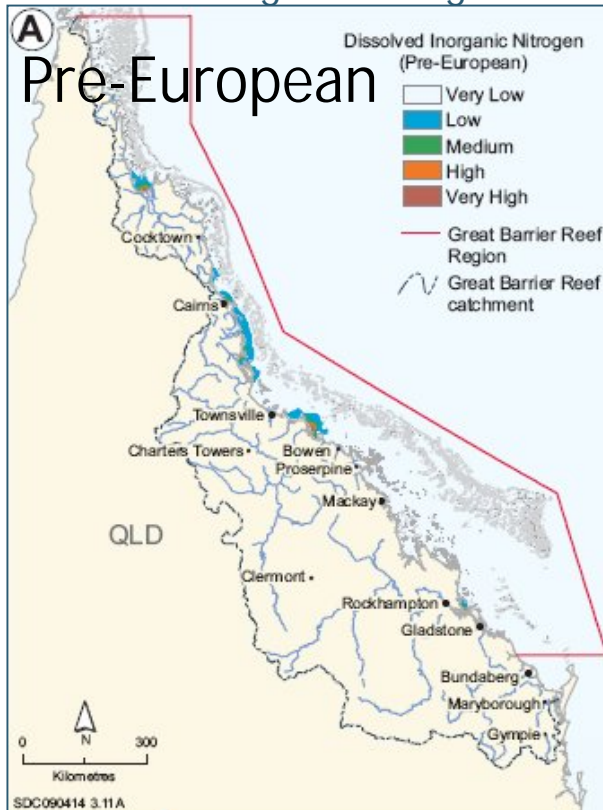 A
Pre-European
Dissolved Inorganic Nitrogen
(Pre-European)
Very Low
Low
Medium
High
Very High
Great Barrier Reef
Region
Great Barrier Reef
catchment
Cocktown
Cairns
Townsville
Charters Towers
Bowen
Proserpine
Mackay
QLD
Clermont
Rockhampton
Gladstone
Bundaberg
Maryborough
Gympie
N
0 300
Kilometres
SDC090414 3.11A